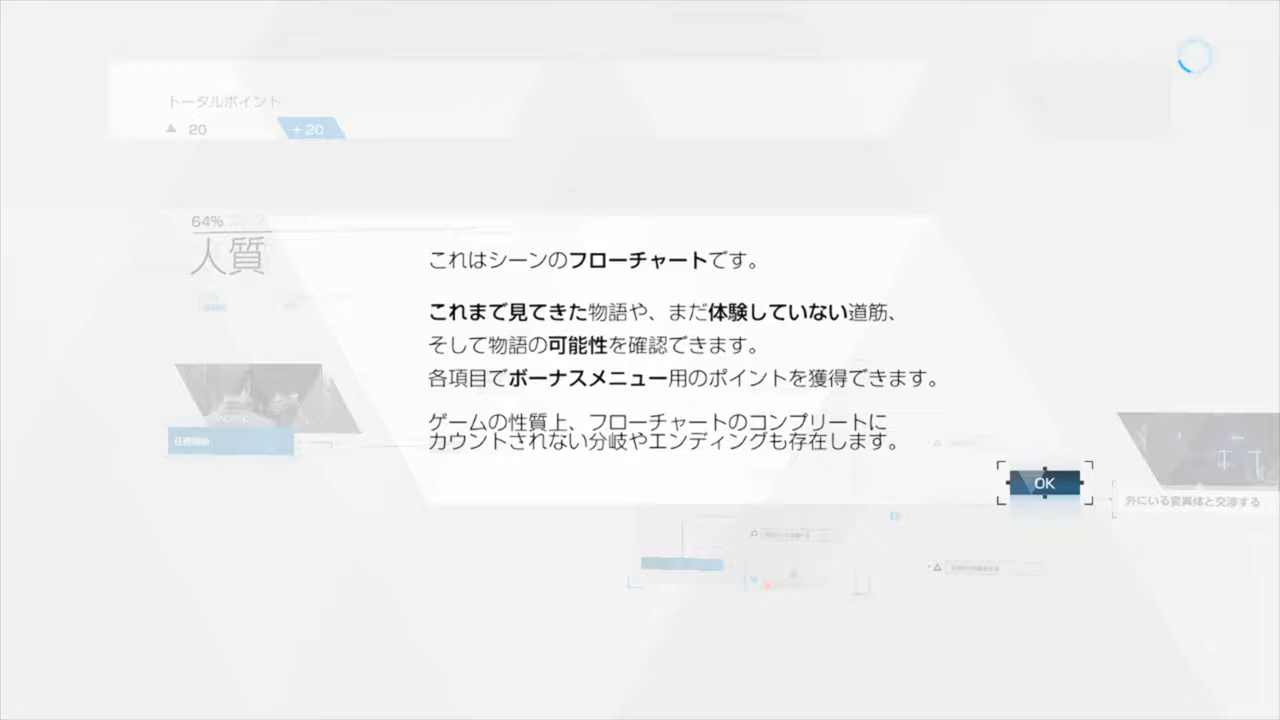 トータルポイント
20
+ 20
64%
人質
これはシーンのフローチャートです。
これまで見てきた物語や、まだ体験していない道筋、
そして物語の可能性を確認できます。
各項目でボーナスメニュー用のポイントを獲得できます。
ゲームの性質上、フローチャートのコンプリートに
カウントされない分岐やエンディングも存在します。
任務開始
OK
外にいる変異体と交渉する